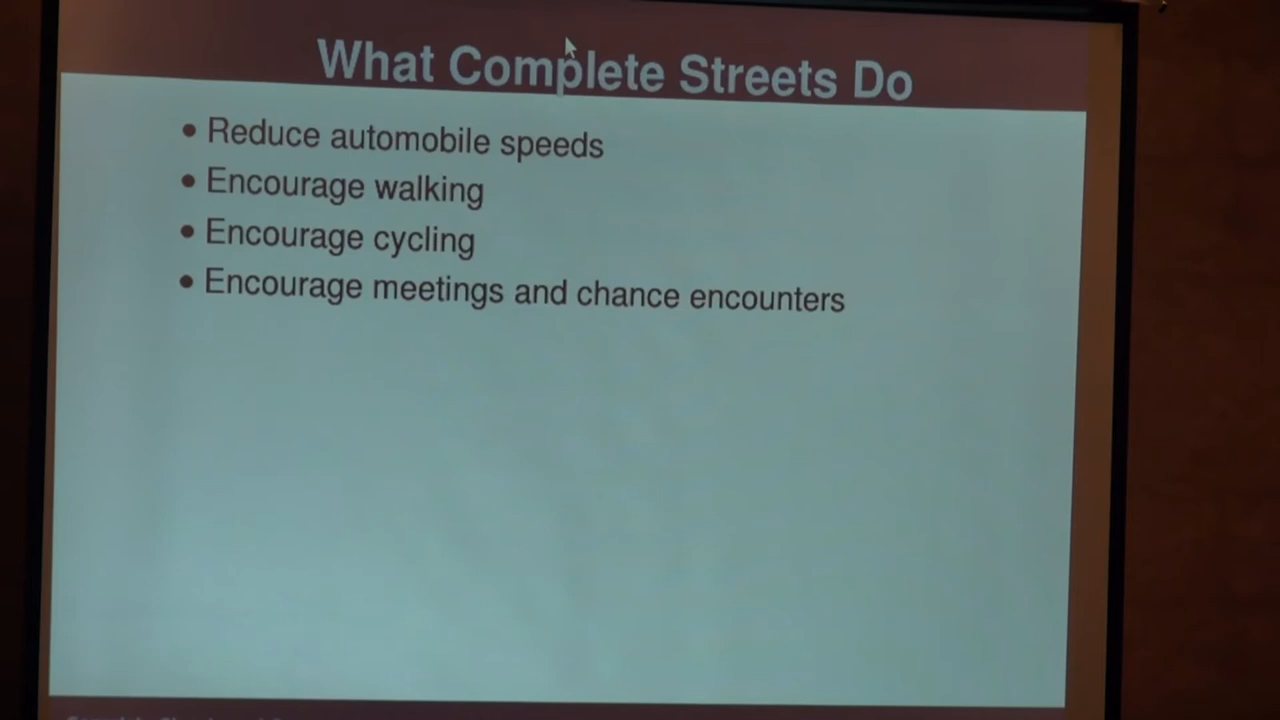 What Complete Streets Do
• Reduce automobile speeds
• Encourage walking
• Encourage cycling
• Encourage meetings and chance encounters